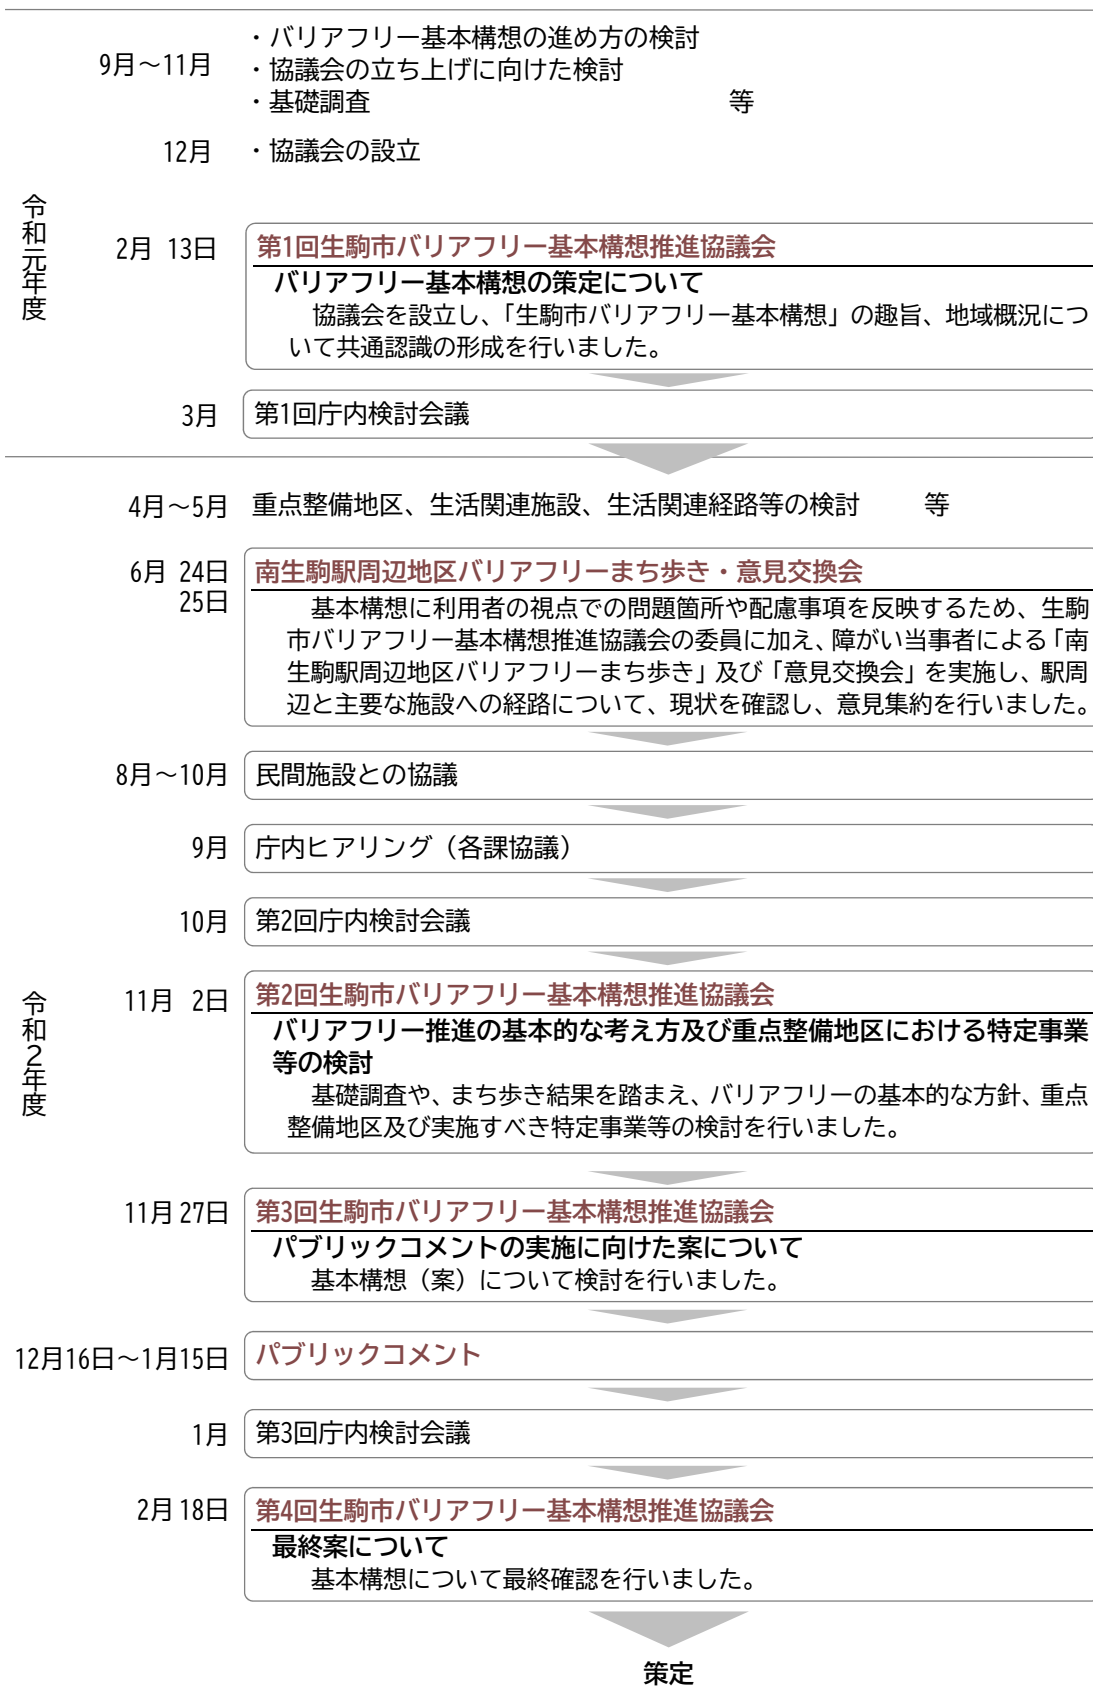 令和元年度
9月～11月
・バリアフリー基本構想の進め方の検討
・協議会の立ち上げに向けた検討
・基礎調査 等
12月 ・協議会の設立
2月 13日 第1回生駒市バリアフリー基本構想推進協議会
バリアフリー基本構想の策定について
協議会を設立し、「生駒市バリアフリー基本構想」の趣旨、地域概況につ
いて共通認識の形成を行いました。
3月 第1回庁内検討会議
令和２年度
4月～5月 重点整備地区、生活関連施設、生活関連経路等の検討 等
6月 24日 南生駒駅周辺地区バリアフリーまち歩き・意見交換会
25日
基本構想に利用者の視点での問題箇所や配慮事項を反映するため、生駒
市バリアフリー基本構想推進協議会の委員に加え、障がい当事者による「南
生駒駅周辺地区バリアフリーまち歩き」及び「意見交換会」を実施し、駅周
辺と主要な施設への経路について、現状を確認し、意見集約を行いました。
8月～10月 民間施設との協議
9月 庁内ヒアリング（各課協議）
10月 第2回庁内検討会議
11月 2日 第2回生駒市バリアフリー基本構想推進協議会
バリアフリー推進の基本的な考え方及び重点整備地区における特定事業
等の検討
基礎調査や、まち歩き結果を踏まえ、バリアフリーの基本的な方針、重点
整備地区及び実施すべき特定事業等の検討を行いました。
11月 27日 第3回生駒市バリアフリー基本構想推進協議会
パブリックコメントの実施に向けた案について
基本構想（案）について検討を行いました。
12月16日～1月15日 パブリックコメント
1月 第3回庁内検討会議
2月 18日 第4回生駒市バリアフリー基本構想推進協議会
最終案について
基本構想について最終確認を行いました。
策定